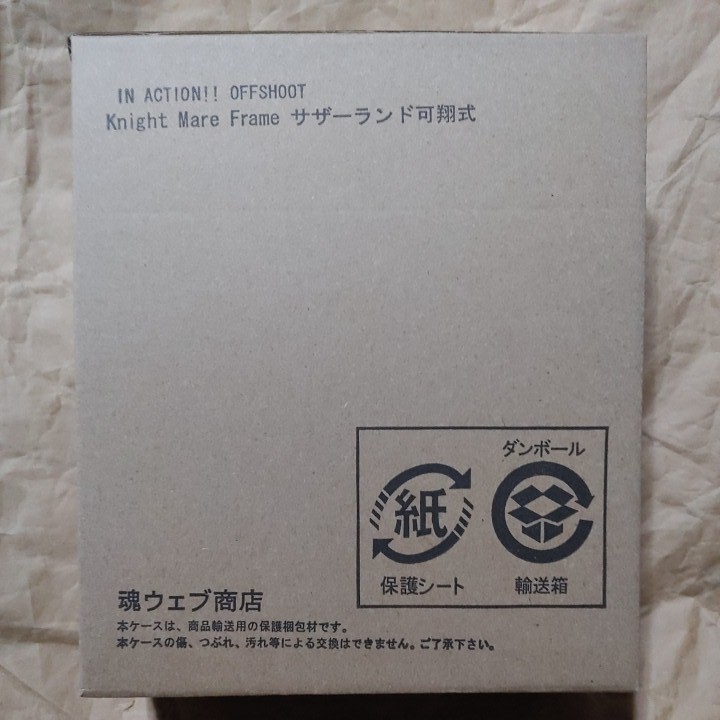 IN ACTION!! OFFSHOOT
Knight Mare Frame サザーランド可翔式
ダンボール
紙
保護シート
輸送箱
魂ウェブ商店
本ケースは、商品輸送用の保護梱包材です。
本ケースの傷、つぶれ、汚れ等による交換はできません。ご了承下さい。